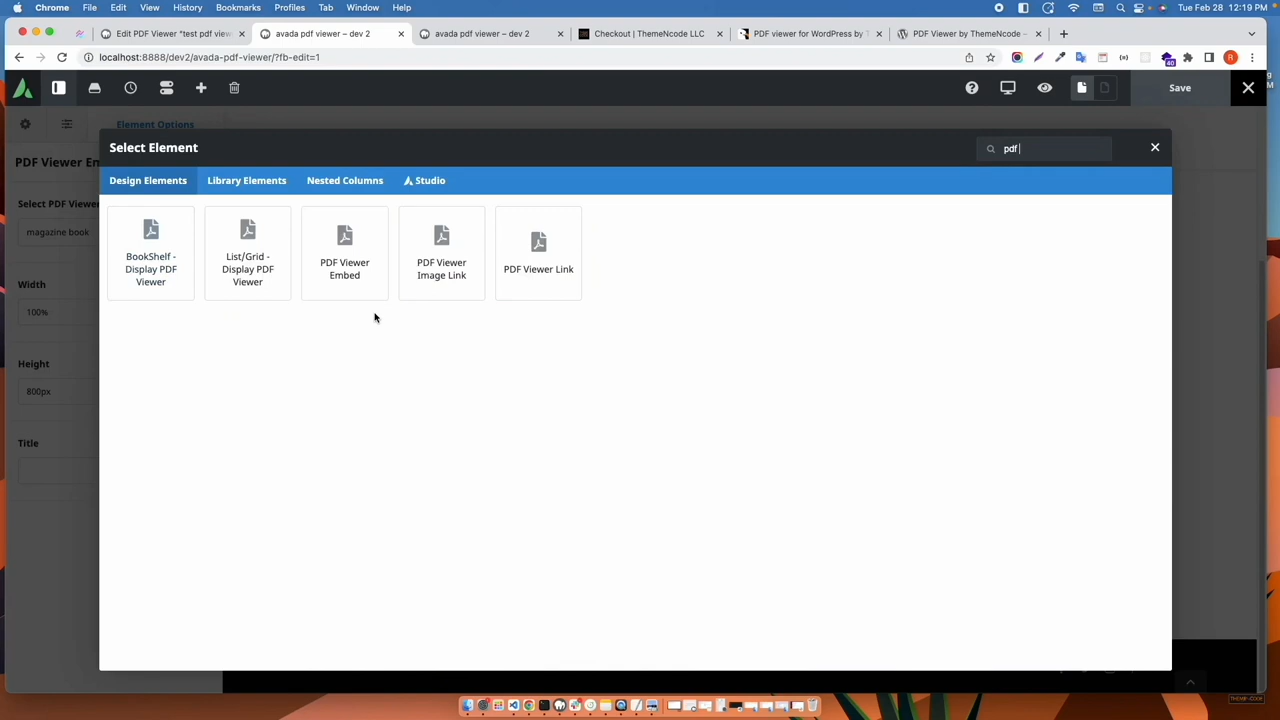 Chrome File Edit View History Bookmarks Profiles Tab Window Help Tue Feb 28 12:19 PM
Edit PDF Viewer "test pdf view avada pdf viewer – dev 2 avada pdf viewer – dev 2 Checkout | ThemeNcode LLC PDF viewer for WordPress by T PDF Viewer by ThemeNcode –
localhost:8888/dev2/avada-pdf-viewer/?fb-edit=1
40
R
Save
Element Options
Select Element
pdf
PDF Viewer Em
Design Elements Library Elements Nested Columns Studio
Select PDF Viewer
magazine book
BookShelf -
Display PDF
Viewer
List/Grid -
Display PDF
Viewer
PDF Viewer
Embed
PDF Viewer
Image Link
PDF Viewer Link
Width
100%
Height
800px
Title